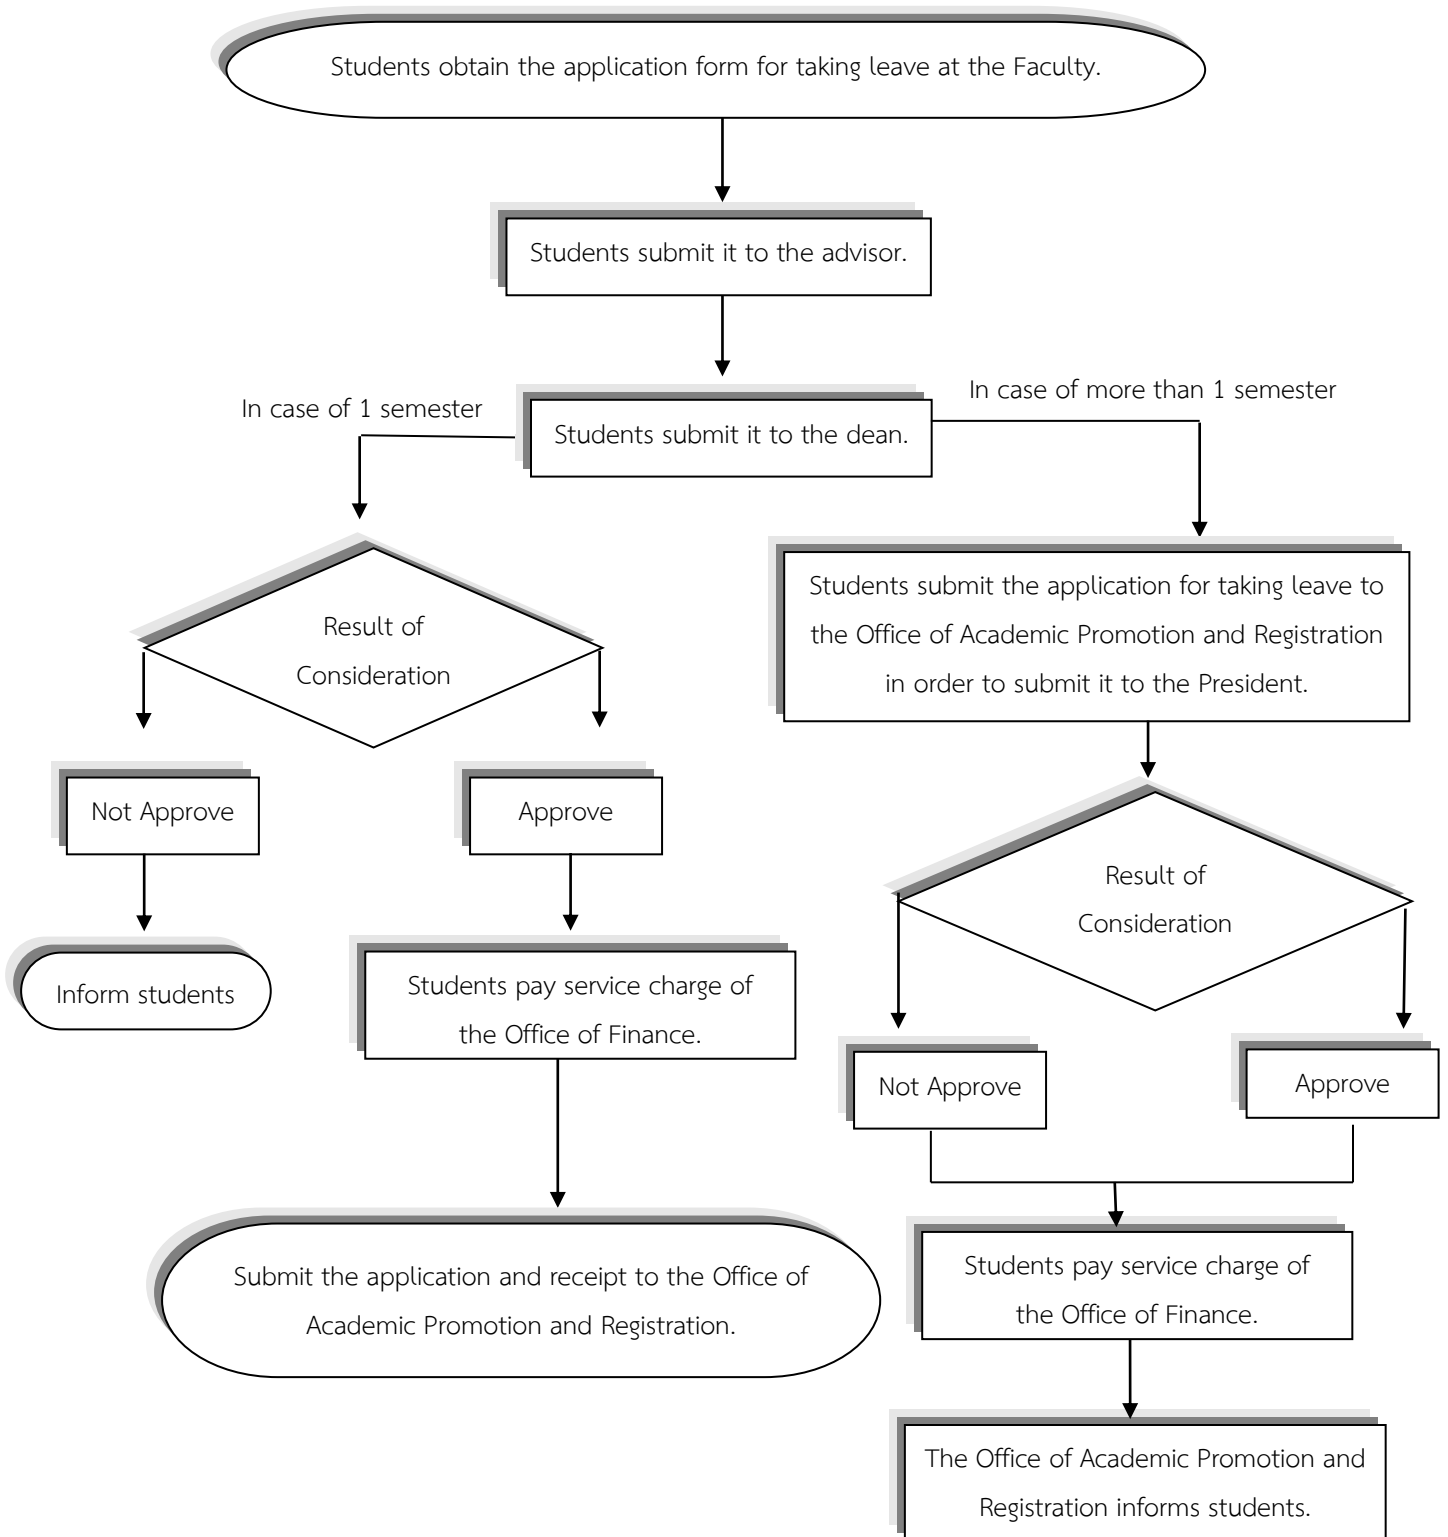 Students obtain the application form for taking leave at the Faculty.
Students submit it to the advisor.
In case of 1 semester
Students submit it to the dean.
In case of more than 1 semester
Result of
Consideration
Not Approve
Approve
Inform students
Students pay service charge of
the Office of Finance.
Submit the application and receipt to the Office of
Academic Promotion and Registration.
Students submit the application for taking leave to
the Office of Academic Promotion and Registration
in order to submit it to the President.
Result of
Consideration
Not Approve
Approve
Students pay service charge of
the Office of Finance.
The Office of Academic Promotion and
Registration informs students.